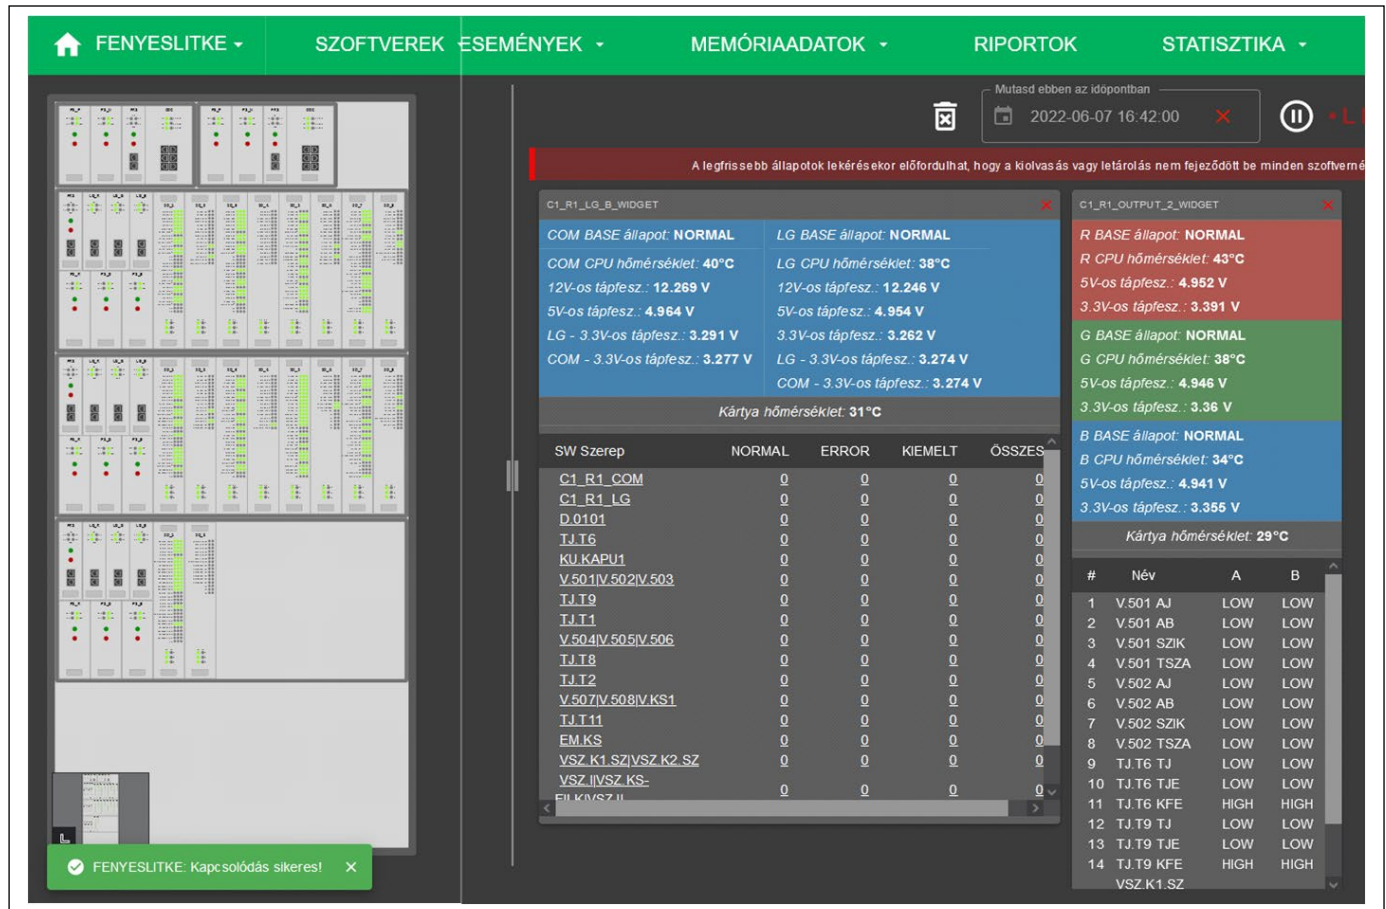 FENYESLITKE
SZOFTVEREK
ESEMÉNYEK
MEMÓRIAADATOK
RIPORTOK
STATISZTIKA
Mutasd ebben az időpontban
2022-06-07 16:42:00
A legfrissebb állapotok lekérésekor előfordulhat, hogy a kiolvasás vagy letárolás nem fejeződött be minden szoftverné
C1_R1_LG_B_WIDGET
COM BASE állapot: NORMAL
COM CPU hőmérséklet: 40°C
12V-os tápfesz.: 12.269 V
5V-os tápfesz.: 4.964 V
LG - 3.3V-os tápfesz.: 3.291 V
COM - 3.3V-os tápfesz.: 3.277 V
LG BASE állapot: NORMAL
LG CPU hőmérséklet: 38°C
12V-os tápfesz.: 12.246 V
5V-os tápfesz.: 4.954 V
3.3V-os tápfesz.: 3.262 V
LG - 3.3V-os tápfesz.: 3.274 V
COM - 3.3V-os tápfesz.: 3.274 V
Kártya hőmérséklet: 31°C
SW Szerep NORMAL ERROR KIEMELT ÖSSZES
C1_R1_COM 0 0 0 0
C1_R1_LG 0 0 0 0
D.0101 0 0 0 0
TJ.T6 0 0 0 0
KU.KAPU1 0 0 0 0
V.501|V.502|V.503 0 0 0 0
TJ.T9 0 0 0 0
TJ.T1 0 0 0 0
V.504|V.505|V.506 0 0 0 0
TJ.T8 0 0 0 0
TJ.T2 0 0 0 0
V.507|V.508|V.KS1 0 0 0 0
TJ.T11 0 0 0 0
EM.KS 0 0 0 0
VSZ.K1.SZ|VSZ.K2.SZ 0 0 0 0
VSZ.I|VSZ.KS- 0 0 0 0
C1_R1_OUTPUT_2_WIDGET
R BASE állapot: NORMAL
R CPU hőmérséklet: 43°C
5V-os tápfesz.: 4.952 V
3.3V-os tápfesz.: 3.391 V
G BASE állapot: NORMAL
G CPU hőmérséklet: 38°C
5V-os tápfesz.: 4.946 V
3.3V-os tápfesz.: 3.36 V
B BASE állapot: NORMAL
B CPU hőmérséklet: 34°C
5V-os tápfesz.: 4.941 V
3.3V-os tápfesz.: 3.355 V
Kártya hőmérséklet: 29°C
# Név A B
1 V.501 AJ LOW LOW
2 V.501 AB LOW LOW
3 V.501 SZIK LOW LOW
4 V.501 TSZA LOW LOW
5 V.502 AJ LOW LOW
6 V.502 AB LOW LOW
7 V.502 SZIK LOW LOW
8 V.502 TSZA LOW LOW
9 TJ.T6 TJ LOW LOW
10 TJ.T6 TJE LOW LOW
11 TJ.T6 KFE HIGH HIGH
12 TJ.T9 TJ LOW LOW
13 TJ.T9 TJE LOW LOW
14 TJ.T9 KFE HIGH HIGH
VSZ.K1.SZ
FENYESLITKE: Kapcsolódás sikeres!